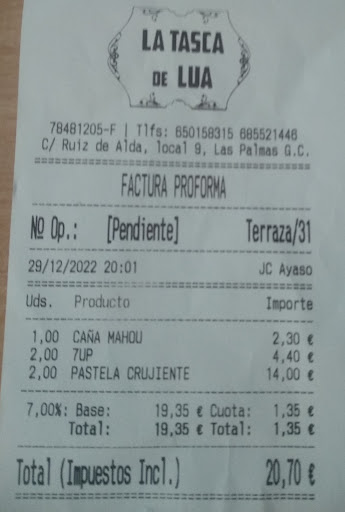 LA TASCA
DE LUA
78481205-F | Tlfs: 650158315 685521446
C/ Ruiz de Alda, local 9, Las Palmas G.C.
FACTURA PROFORMA
Nº Op.: [Pendiente] Terraza/31
29/12/2022 20:01 JC Ayaso
Uds. Producto Importe
1,00 CAÑA MAHOU 2,30 €
2,00 7UP 4,40 €
2,00 PASTELA CRUJIENTE 14,00 €
7,00%: Base: 19,35 € Cuota: 1,35 €
Total: 19,35 € Total: 1,35 €
Total (Impuestos Incl.) 20,70 €